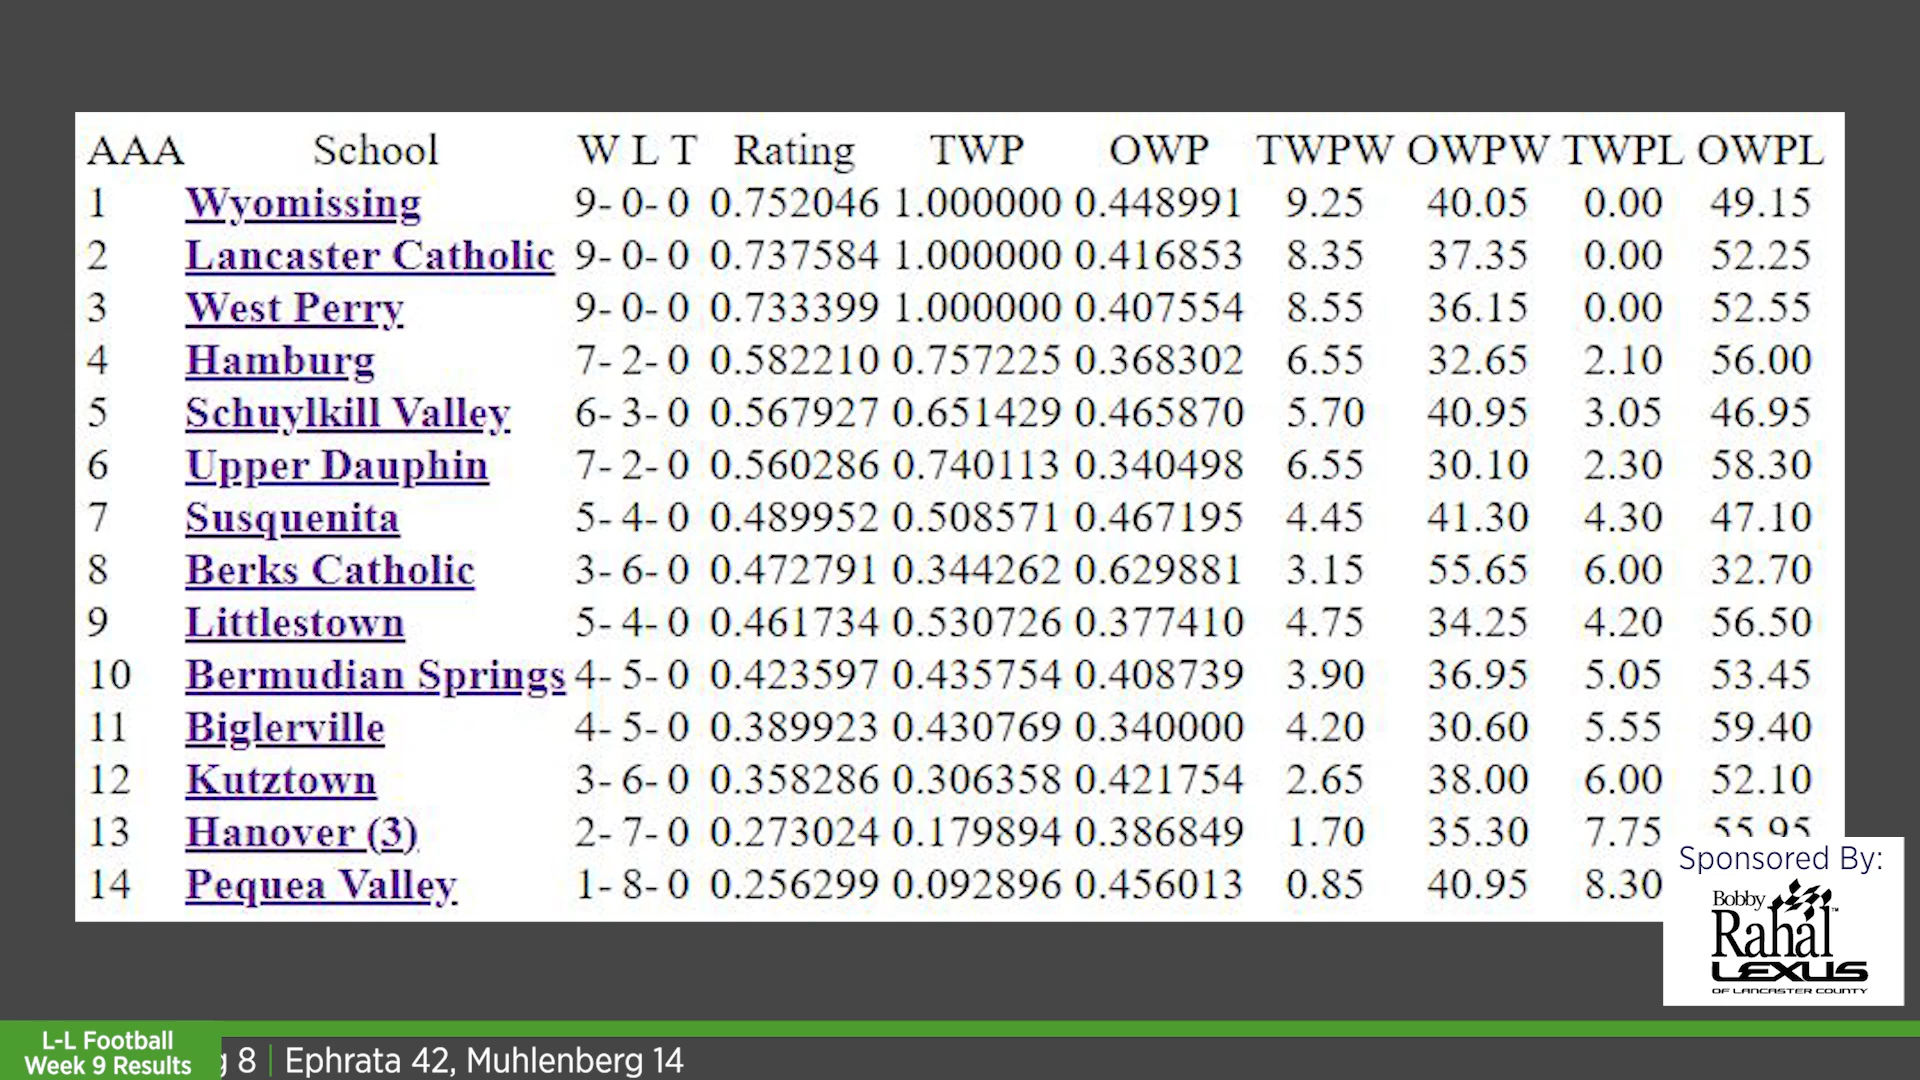 AAA School W L T Rating TWP OWP TWPW OWPW TWPL OWPL
1 Wyomissing 9- 0- 0 0.752046 1.000000 0.448991 9.25 40.05 0.00 49.15
2 Lancaster Catholic 9- 0- 0 0.737584 1.000000 0.416853 8.35 37.35 0.00 52.25
3 West Perry 9- 0- 0 0.733399 1.000000 0.407554 8.55 36.15 0.00 52.55
4 Hamburg 7- 2- 0 0.582210 0.757225 0.368302 6.55 32.65 2.10 56.00
5 Schuylkill Valley 6- 3- 0 0.567927 0.651429 0.465870 5.70 40.95 3.05 46.95
6 Upper Dauphin 7- 2- 0 0.560286 0.740113 0.340498 6.55 30.10 2.30 58.30
7 Susquenita 5- 4- 0 0.489952 0.508571 0.467195 4.45 41.30 4.30 47.10
8 Berks Catholic 3- 6- 0 0.472791 0.344262 0.629881 3.15 55.65 6.00 32.70
9 Littlestown 5- 4- 0 0.461734 0.530726 0.377410 4.75 34.25 4.20 56.50
10 Bermudian Springs 4- 5- 0 0.423597 0.435754 0.408739 3.90 36.95 5.05 53.45
11 Biglerville 4- 5- 0 0.389923 0.430769 0.340000 4.20 30.60 5.55 59.40
12 Kutztown 3- 6- 0 0.358286 0.306358 0.421754 2.65 38.00 6.00 52.10
13 Hanover (3) 2- 7- 0 0.273024 0.179894 0.386849 1.70 35.30 7.75 55.95
14 Pequea Valley 1- 8- 0 0.256299 0.092896 0.456013 0.85 40.95 8.30
Sponsored By:
Bobby
Rahal™
LEXUS
OF LANCASTER COUNTY
L-L Football
Week 9 Results
g 8 | Ephrata 42, Muhlenberg 14